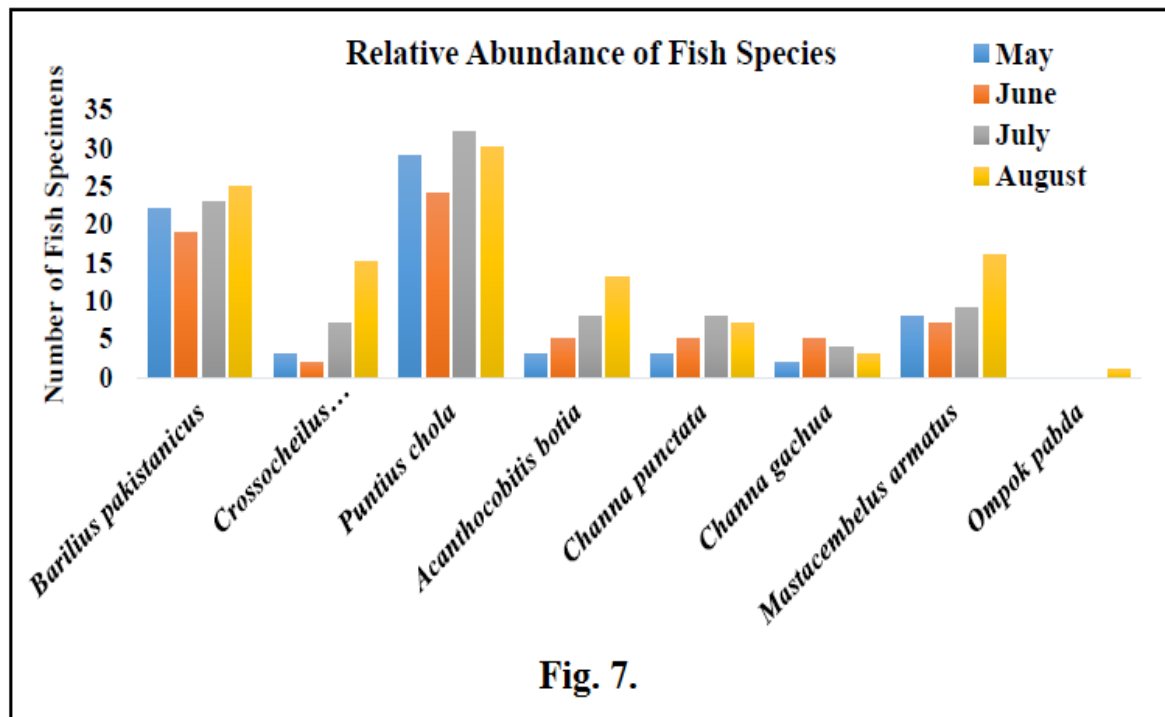 Relative Abundance of Fish Species
May
June
July
August
Number of Fish Specimens
35
30
25
20
15
10
5
0
Barilius pakistanicus
Crossocheilus…
Puntius chola
Acanthocobitis botia
Channa punctata
Channa gachua
Mastacembelus armatus
Ompok pabda
Fig. 7.